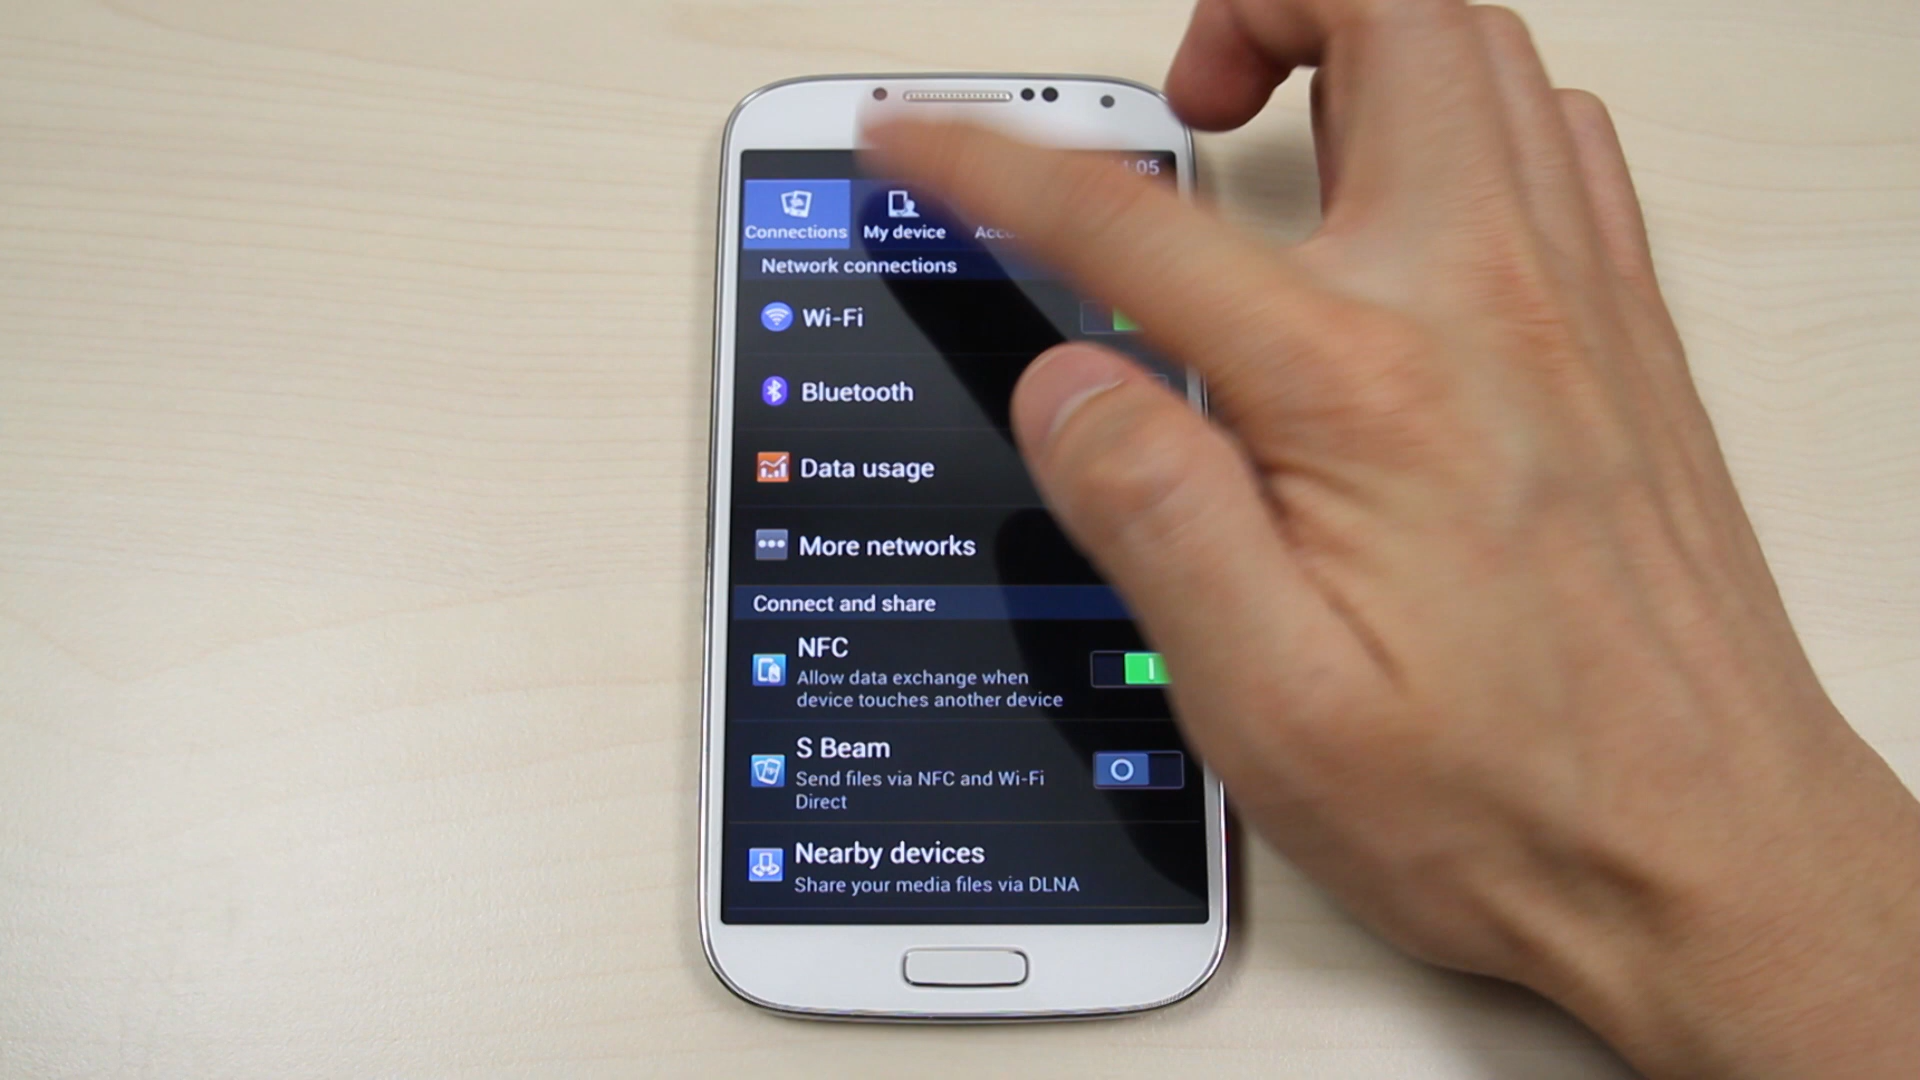 Connections My device
Network connections
Wi-Fi
Bluetooth
Data usage
More networks
Connect and share
NFC
Allow data exchange when
device touches another device
S Beam
Send files via NFC and Wi-Fi
Direct
Nearby devices
Share your media files via DLNA